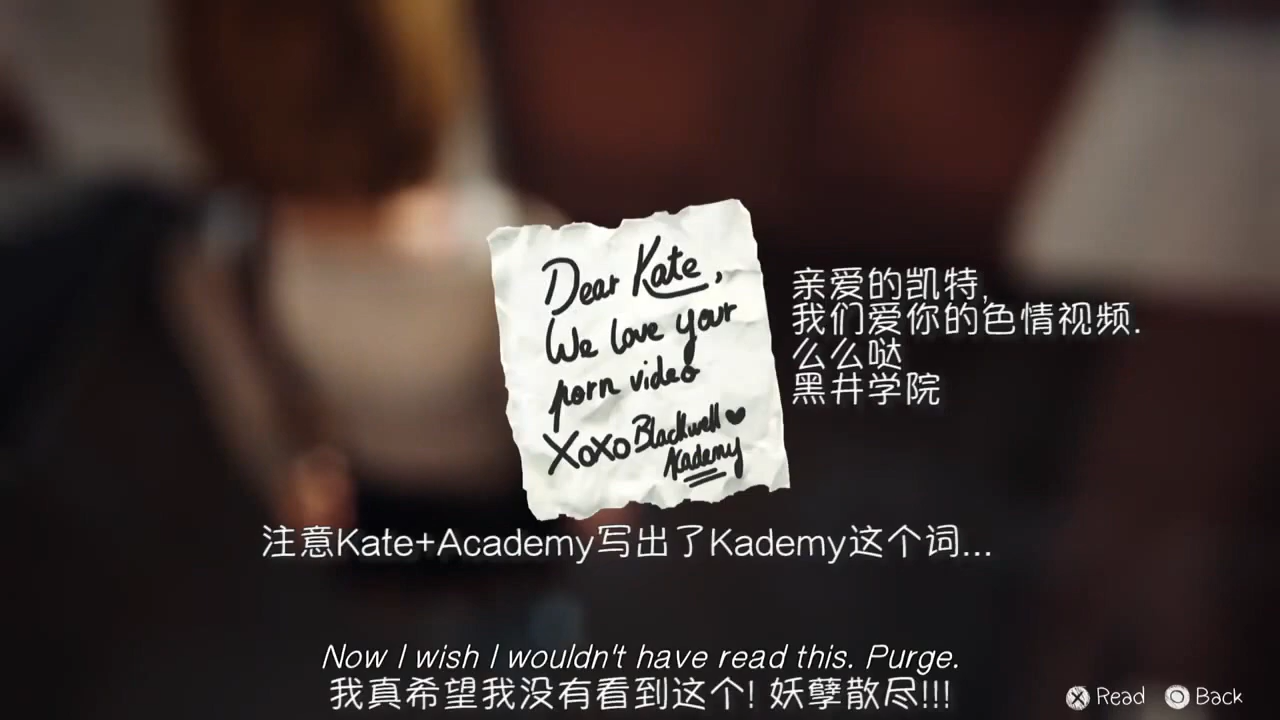 Dear Kate,
We love your
porn video
XOXO Blackwell ♥
Kademy
亲爱的凯特,
我们爱你的色情视频.
么么哒
黑井学院
注意Kate+Academy写出了Kademy这个词...
Now I wish I wouldn't have read this. Purge.
我真希望我没有看到这个! 妖孽散尽!!!
Read Back